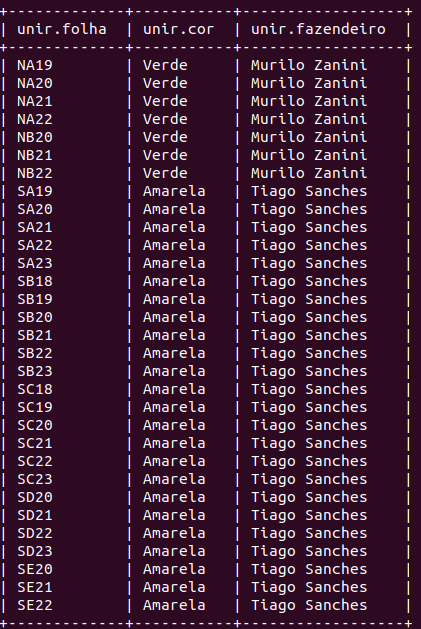 +-------------+-----------+------------------+
| unir.folha  | unir.cor  | unir.fazendeiro  |
+-------------+-----------+------------------+
| NA19        | Verde     | Murilo Zanini    |
| NA20        | Verde     | Murilo Zanini    |
| NA21        | Verde     | Murilo Zanini    |
| NA22        | Verde     | Murilo Zanini    |
| NB20        | Verde     | Murilo Zanini    |
| NB21        | Verde     | Murilo Zanini    |
| NB22        | Verde     | Murilo Zanini    |
| SA19        | Amarela   | Tiago Sanches    |
| SA20        | Amarela   | Tiago Sanches    |
| SA21        | Amarela   | Tiago Sanches    |
| SA22        | Amarela   | Tiago Sanches    |
| SA23        | Amarela   | Tiago Sanches    |
| SB18        | Amarela   | Tiago Sanches    |
| SB19        | Amarela   | Tiago Sanches    |
| SB20        | Amarela   | Tiago Sanches    |
| SB21        | Amarela   | Tiago Sanches    |
| SB22        | Amarela   | Tiago Sanches    |
| SB23        | Amarela   | Tiago Sanches    |
| SC18        | Amarela   | Tiago Sanches    |
| SC19        | Amarela   | Tiago Sanches    |
| SC20        | Amarela   | Tiago Sanches    |
| SC21        | Amarela   | Tiago Sanches    |
| SC22        | Amarela   | Tiago Sanches    |
| SC23        | Amarela   | Tiago Sanches    |
| SD20        | Amarela   | Tiago Sanches    |
| SD21        | Amarela   | Tiago Sanches    |
| SD22        | Amarela   | Tiago Sanches    |
| SD23        | Amarela   | Tiago Sanches    |
| SE20        | Amarela   | Tiago Sanches    |
| SE21        | Amarela   | Tiago Sanches    |
| SE22        | Amarela   | Tiago Sanches    |
+-------------+-----------+------------------+